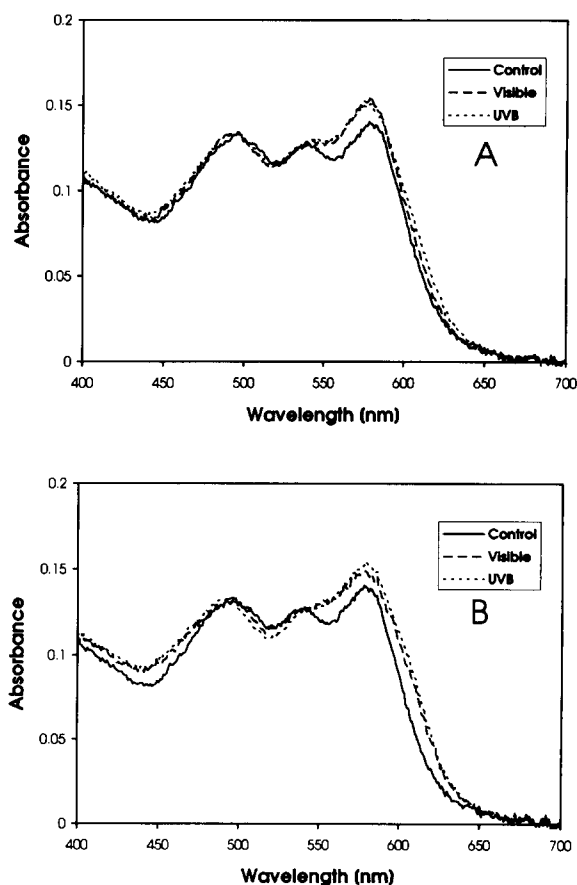 0.2
Control
Visible
UVB
A
0.15
0.1
0.05
0
Absorbance
400 450 500 550 600 650 700
Wavelength (nm)
0.2
Control
Visible
UVB
B
0.15
0.1
0.05
0
Absorbance
400 450 500 550 600 650 700
Wavelength (nm)